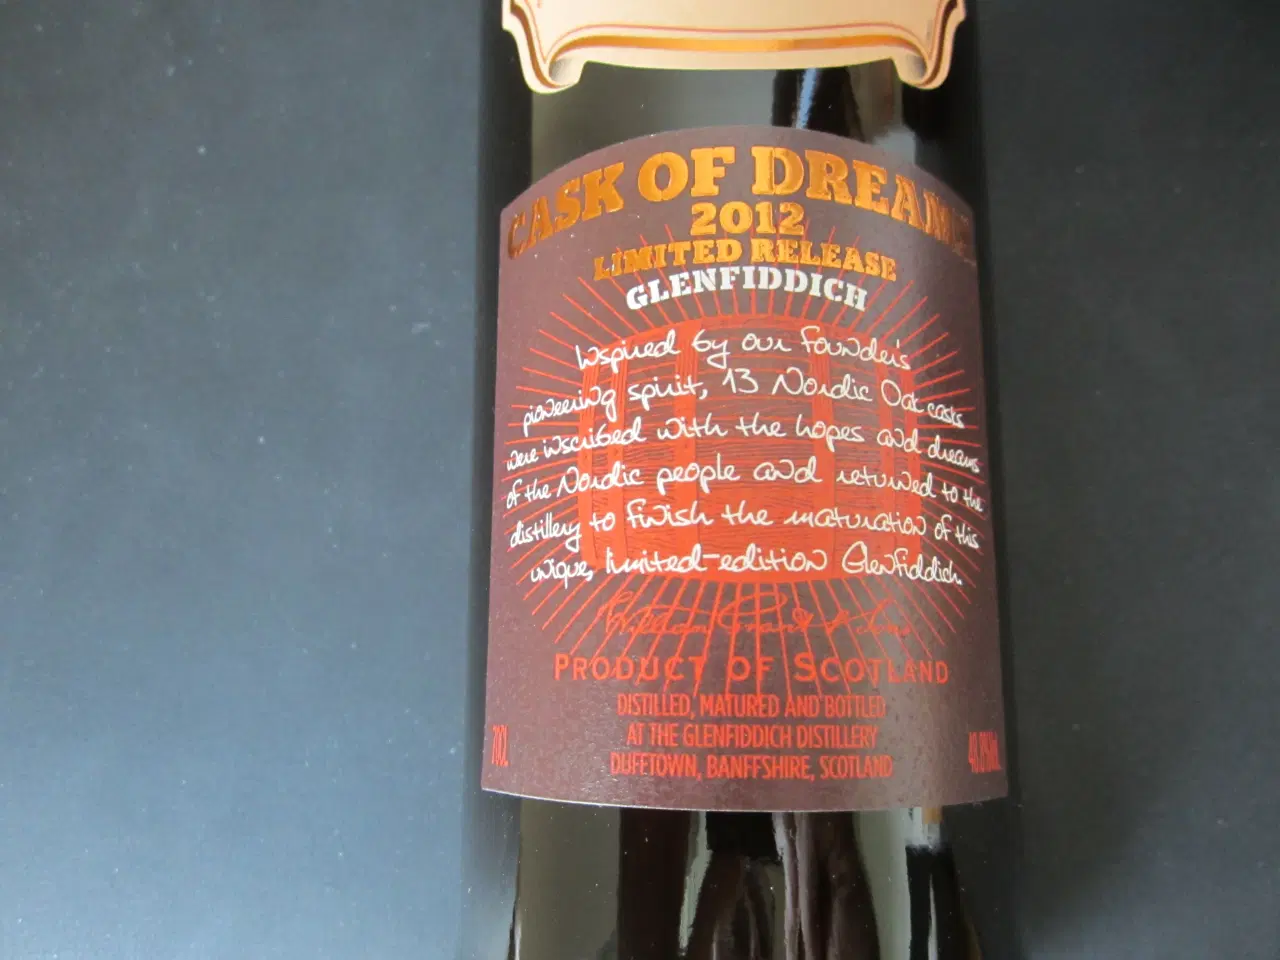 CASK OF DREAMS
2012
LIMITED RELEASE
GLENFIDDICH
Inspired by our founder's
pioneering spirit, 13 Nordic Oak casks
were inscribed with the hopes and dreams
of the Nordic people and returned to the
distillery to finish the maturation of this
unique, limited-edition Glenfiddich.
William Grant & Sons
PRODUCT OF SCOTLAND
DISTILLED, MATURED AND BOTTLED
AT THE GLENFIDDICH DISTILLERY
DUFFTOWN, BANFFSHIRE, SCOTLAND
70CL